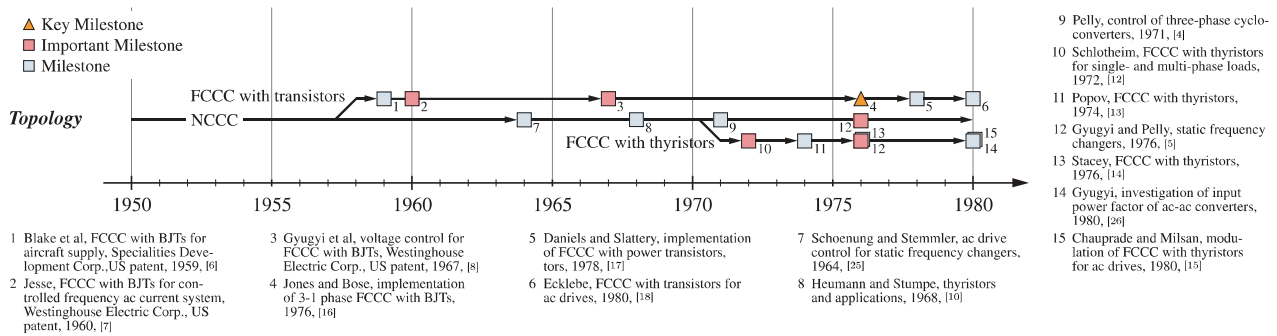 Key Milestone
Important Milestone
Milestone
FCCC with transistors
1
2
3
4
5
6
Topology
NCCC
7
8
9
12
FCCC with thyristors
10
11
13
12
15
14
1950
1955
1960
1965
1970
1975
1980
1 Blake et al, FCCC with BJTs for
aircraft supply, Specialities Deve-
lopment Corp.,US patent, 1959, [6]
2 Jesse, FCCC with BJTs for con-
trolled frequency ac current system,
Westinghouse Electric Corp., US
patent, 1960, [7]
3 Gyugyi et al, voltage control for
FCCC with BJTs, Westinghouse
Electric Corp., US patent, 1967, [8]
4 Jones and Bose, implementation
of 3-1 phase FCCC with BJTs,
1976, [16]
5 Daniels and Slattery, implementation
of FCCC with power transistors,
tors, 1978, [17]
6 Ecklebe, FCCC with transistors for
ac drives, 1980, [18]
7 Schoenung and Stemmler, ac drive
control for static frequency changers,
1964, [25]
8 Heumann and Stumpe, thyristors
and applications, 1968, [10]
9 Pelly, control of three-phase cyclo-
converters, 1971, [4]
10 Schlotheim, FCCC with thyristors
for single- and multi-phase loads,
1972, [12]
11 Popov, FCCC with thyristors,
1974, [13]
12 Gyugyi and Pelly, static frequency
changers, 1976, [5]
13 Stacey, FCCC with thyristors,
1976, [14]
14 Gyugyi, investigation of input
power factor of ac-ac converters,
1980, [26]
15 Chauprade and Milsan, modu-
lation of FCCC with thyristors
for ac drives, 1980, [15]